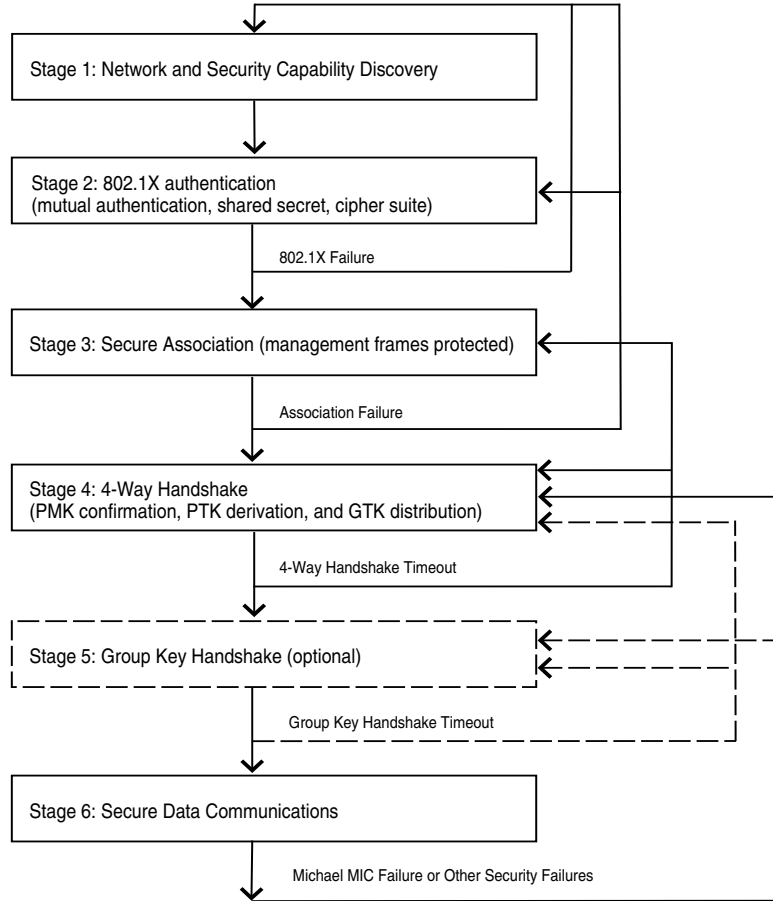 Stage 1: Network and Security Capability Discovery
Stage 2: 802.1X authentication
(mutual authentication, shared secret, cipher suite)
802.1X Failure
Stage 3: Secure Association (management frames protected)
Association Failure
Stage 4: 4-Way Handshake
(PMK confirmation, PTK derivation, and GTK distribution)
4-Way Handshake Timeout
Stage 5: Group Key Handshake (optional)
Group Key Handshake Timeout
Stage 6: Secure Data Communications
Michael MIC Failure or Other Security Failures